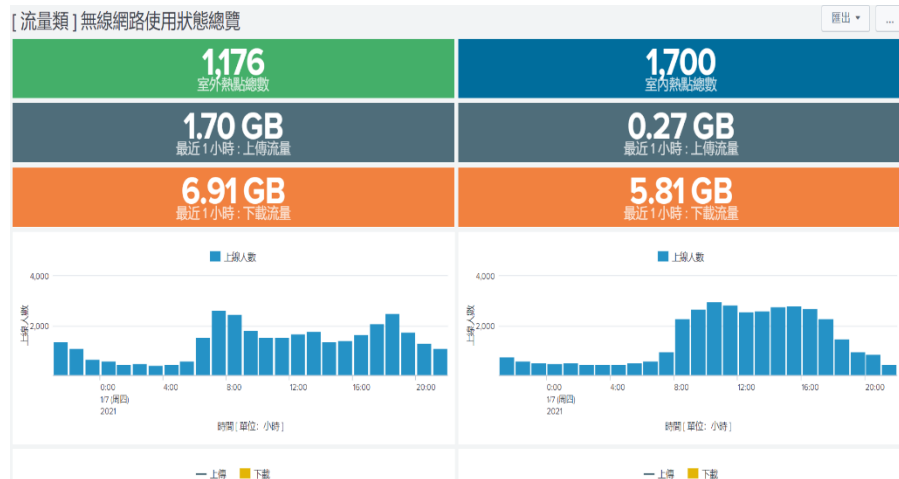 [ 流量類 ] 無線網路使用狀態總覽
匯出
...
1,176
室外熱點總數
1,700
室內熱點總數
1.70 GB
最近 1 小時 : 上傳流量
0.27 GB
最近 1 小時 : 上傳流量
6.91 GB
最近 1 小時 : 下載流量
5.81 GB
最近 1 小時 : 下載流量
上線人數
4,000
2,000
上線人數
0:00 4:00 8:00 12:00 16:00 20:00
1/7 (周四)
2021
時間 [ 單位: 小時 ]
上線人數
4,000
2,000
上線人數
0:00 4:00 8:00 12:00 16:00 20:00
1/7 (周四)
2021
時間 [ 單位: 小時 ]
上傳 下載
上傳 下載